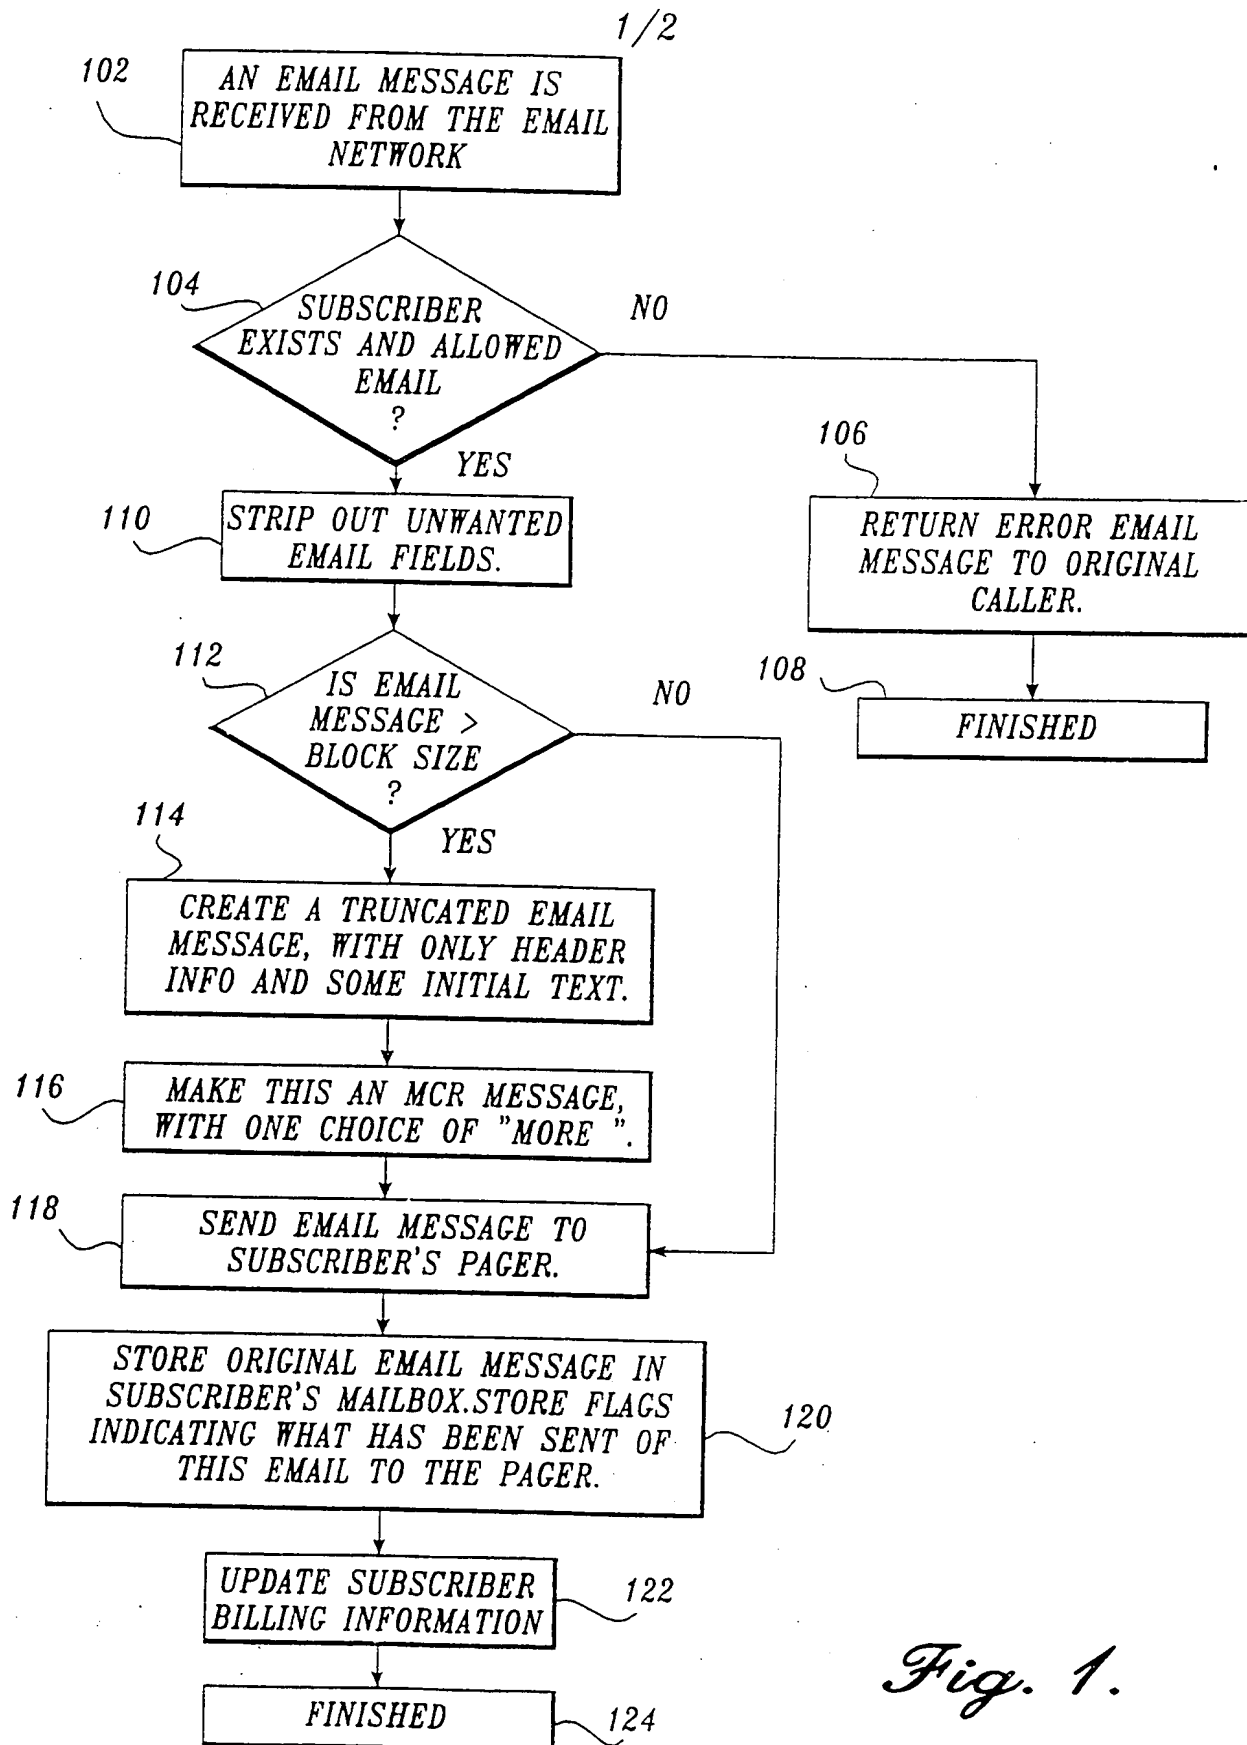 1/2
102
AN EMAIL MESSAGE IS
RECEIVED FROM THE EMAIL
NETWORK
104
SUBSCRIBER
EXISTS AND ALLOWED
EMAIL
?
NO
YES
106
RETURN ERROR EMAIL
MESSAGE TO ORIGINAL
CALLER.
108
FINISHED
110
STRIP OUT UNWANTED
EMAIL FIELDS.
112
IS EMAIL
MESSAGE >
BLOCK SIZE
?
NO
YES
114
CREATE A TRUNCATED EMAIL
MESSAGE, WITH ONLY HEADER
INFO AND SOME INITIAL TEXT.
116
MAKE THIS AN MCR MESSAGE,
WITH ONE CHOICE OF "MORE ".
118
SEND EMAIL MESSAGE TO
SUBSCRIBER'S PAGER.
STORE ORIGINAL EMAIL MESSAGE IN
SUBSCRIBER'S MAILBOX.STORE FLAGS
INDICATING WHAT HAS BEEN SENT OF
THIS EMAIL TO THE PAGER.
120
UPDATE SUBSCRIBER
BILLING INFORMATION
122
FINISHED
124
Fig. 1.